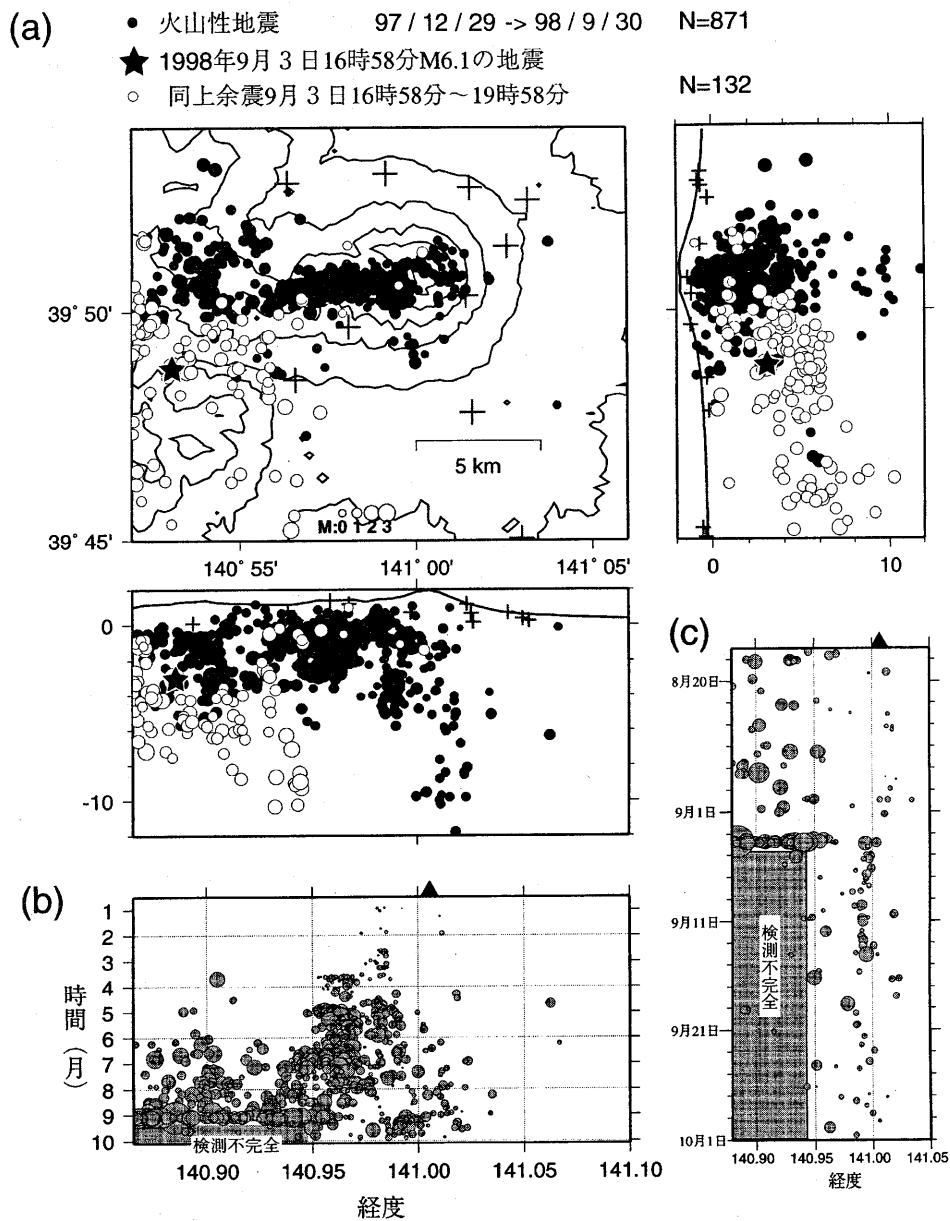 (a)
火山性地震 97 / 12 / 29 -> 98 / 9 / 30 N=871
1998年9月3日16時58分M6.1の地震
同上余震9月3日16時58分～19時58分 N=132
39° 50'
39° 45'
5 km
M:0 1 2 3
140° 55' 141° 00' 141° 05'
0 10
0
-10
(b)
1
2
3
4
5
6
7
8
9
10
時間（月）
検測不完全
140.90 140.95 141.00 141.05 141.10
経度
(c)
8月20日
9月1日
9月11日
9月21日
10月1日
検測不完全
140.90 140.95 141.00 141.05
経度